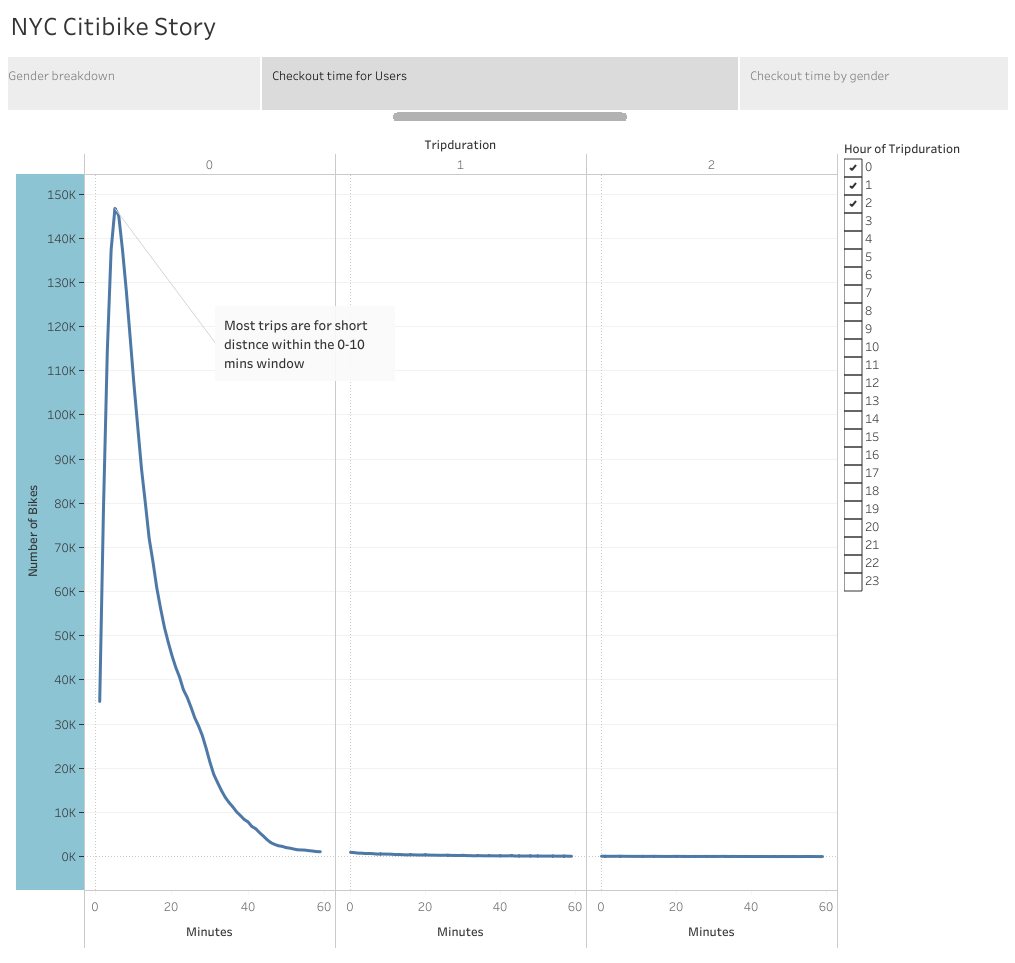 NYC Citibike Story
Gender breakdown
Checkout time for Users
Checkout time by gender
Tripduration
0
1
2
150K
140K
130K
120K
110K
100K
90K
80K
70K
60K
50K
40K
30K
20K
10K
0K
Number of Bikes
Most trips are for short
distnce within the 0-10
mins window
0 20 40 60
0 20 40 60
0 20 40 60
Minutes
Minutes
Minutes
Hour of Tripduration
0
1
2
3
4
5
6
7
8
9
10
11
12
13
14
15
16
17
18
19
20
21
22
23